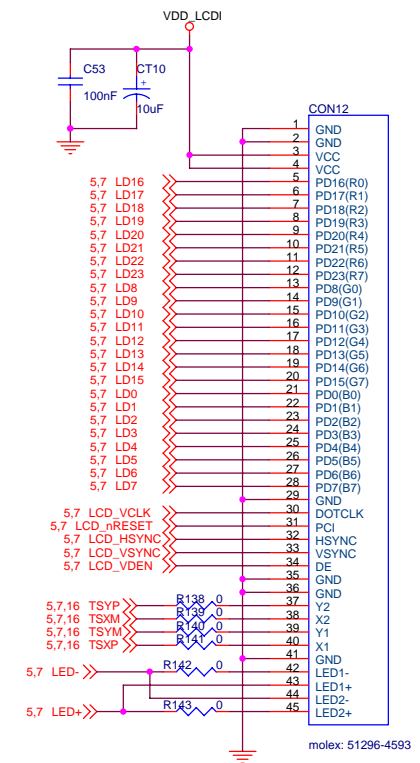 VDD_LCDI
C53
CT10
+
100nF
10uF
CON12
1 GND
2 GND
3 VCC
4 VCC
5,7 LD16 5 PD16(R0)
5,7 LD17 6 PD17(R1)
5,7 LD18 7 PD18(R2)
5,7 LD19 8 PD19(R3)
5,7 LD20 9 PD20(R4)
5,7 LD21 10 PD21(R5)
5,7 LD22 11 PD22(R6)
5,7 LD23 12 PD23(R7)
5,7 LD8 13 PD8(G0)
5,7 LD9 14 PD9(G1)
5,7 LD10 15 PD10(G2)
5,7 LD11 16 PD11(G3)
5,7 LD12 17 PD12(G4)
5,7 LD13 18 PD13(G5)
5,7 LD14 19 PD14(G6)
5,7 LD15 20 PD15(G7)
5,7 LD0 21 PD0(B0)
5,7 LD1 22 PD1(B1)
5,7 LD2 23 PD2(B2)
5,7 LD3 24 PD3(B3)
5,7 LD4 25 PD4(B4)
5,7 LD5 26 PD5(B5)
5,7 LD6 27 PD6(B6)
5,7 LD7 28 PD7(B7)
29 GND
5,7 LCD_VCLK 30 DOTCLK
5,7 LCD_nRESET 31 PCI
5,7 LCD_HSYNC 32 HSYNC
5,7 LCD_VSYNC 33 VSYNC
5,7 LCD_VDEN 34 DE
35 GND
36 GND
5,7,16 TSYP R138 0 37 Y2
5,7,16 TSXM R139 0 38 X2
5,7,16 TSYM R140 0 39 Y1
5,7,16 TSXP R141 0 40 X1
41 GND
5,7 LED- R142 0 42 LED1-
43 LED1+
44 LED2-
5,7 LED+ R143 0 45 LED2+
molex: 51296-4593